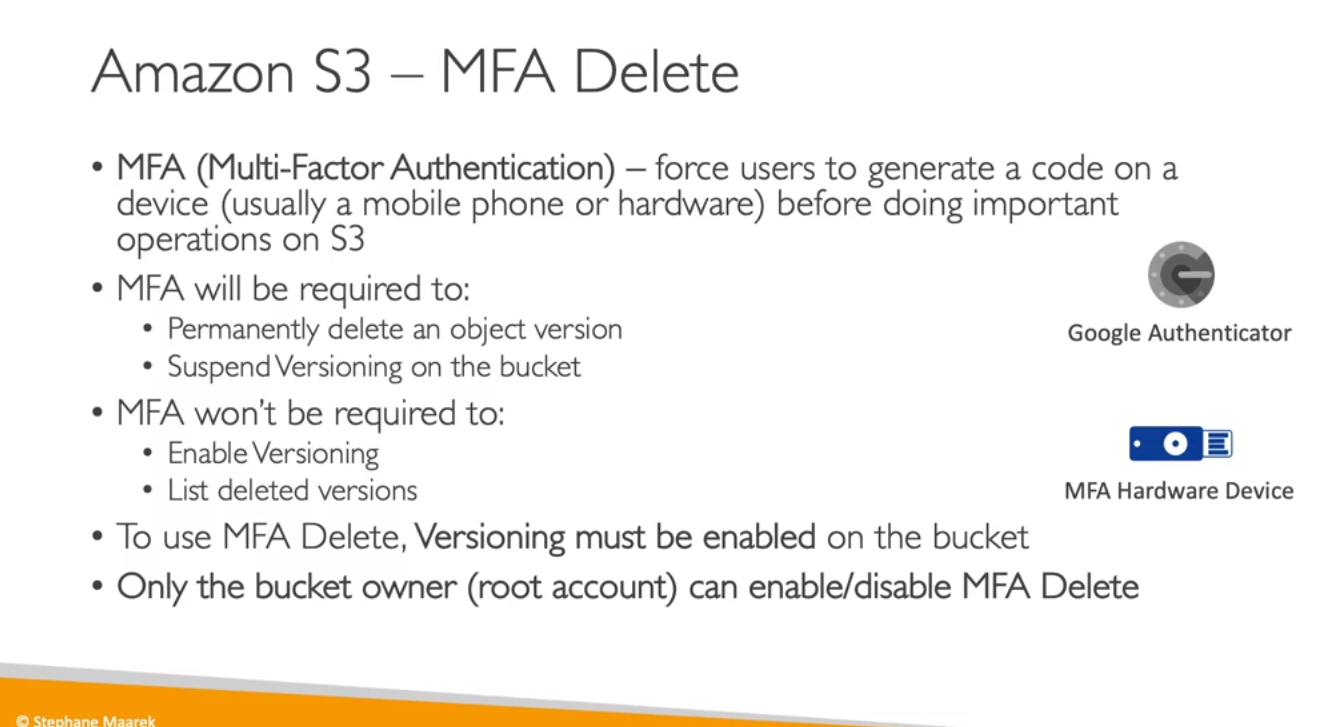 Amazon S3 – MFA Delete
• MFA (Multi-Factor Authentication) – force users to generate a code on a
device (usually a mobile phone or hardware) before doing important
operations on S3
• MFA will be required to:
• Permanently delete an object version
• Suspend Versioning on the bucket
• MFA won't be required to:
• Enable Versioning
• List deleted versions
• To use MFA Delete, Versioning must be enabled on the bucket
• Only the bucket owner (root account) can enable/disable MFA Delete
Google Authenticator
MFA Hardware Device
© Stephane Maarek